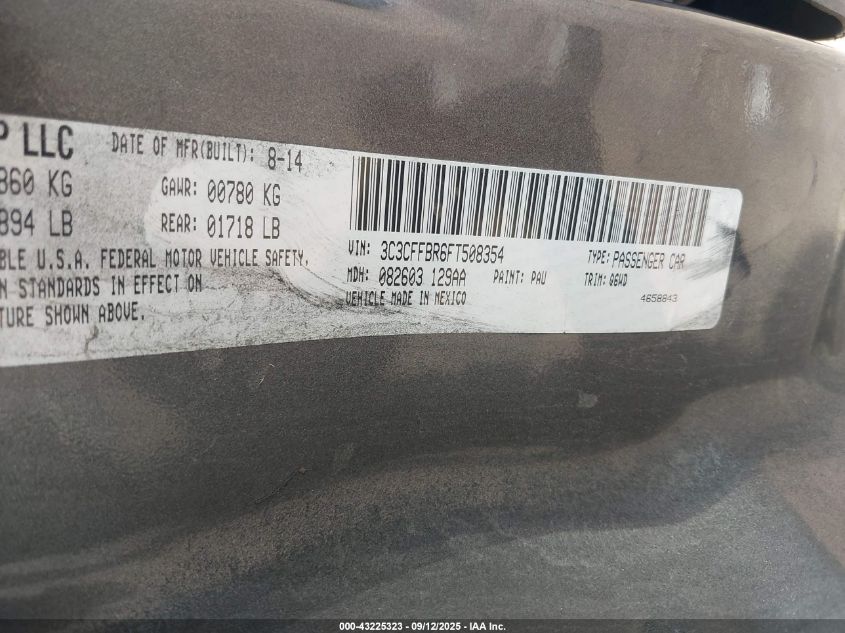 P LLC DATE OF MFR(BUILT): 8-14
860 KG GAWR: 00780 KG
894 LB REAR: 01718 LB
BLE U.S.A. FEDERAL MOTOR VEHICLE SAFETY,
N STANDARDS IN EFFECT ON
TURE SHOWN ABOVE.
VIN: 3C3CFFBR6FT508354 TYPE: PASSENGER CAR
MDH: 082603 129AA PAINT: PAU TRIM: Q6WD
VEHICLE MADE IN MEXICO 4658843
000-43225323 - 09/12/2025 - IAA Inc.